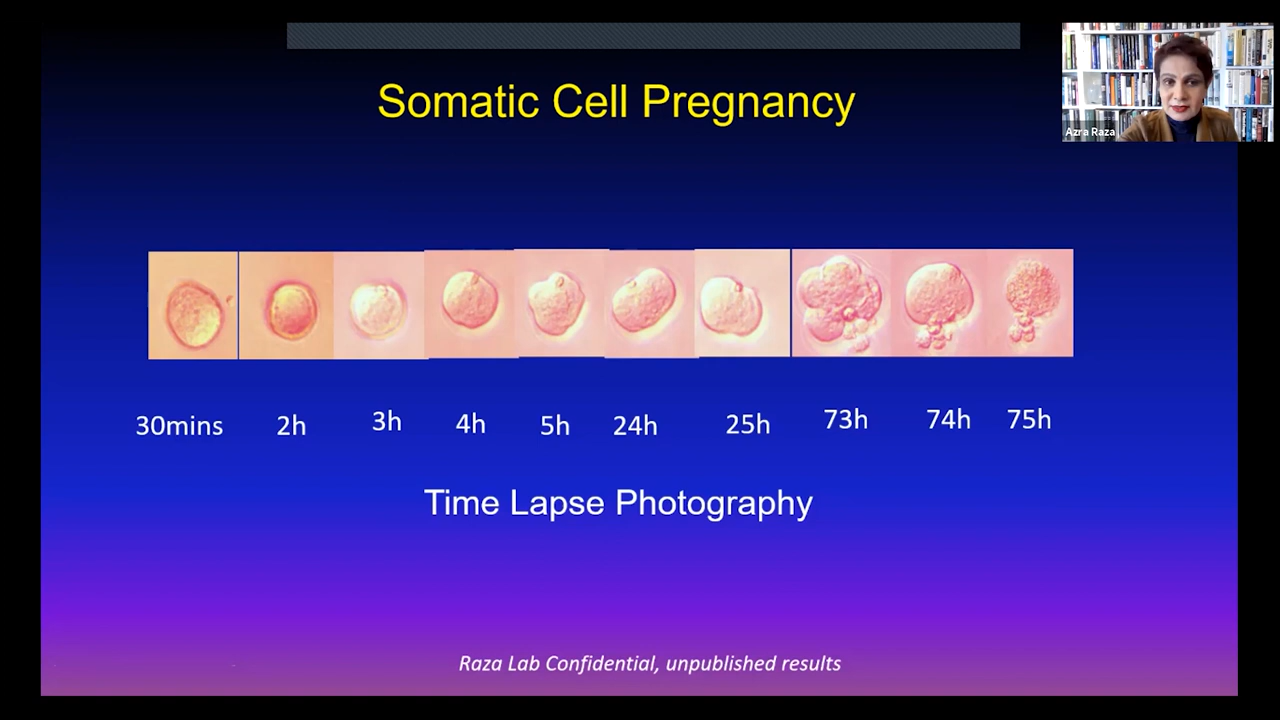 Somatic Cell Pregnancy
Azra Raza
30mins 2h 3h 4h 5h 24h 25h 73h 74h 75h
Time Lapse Photography
Raza Lab Confidential, unpublished results